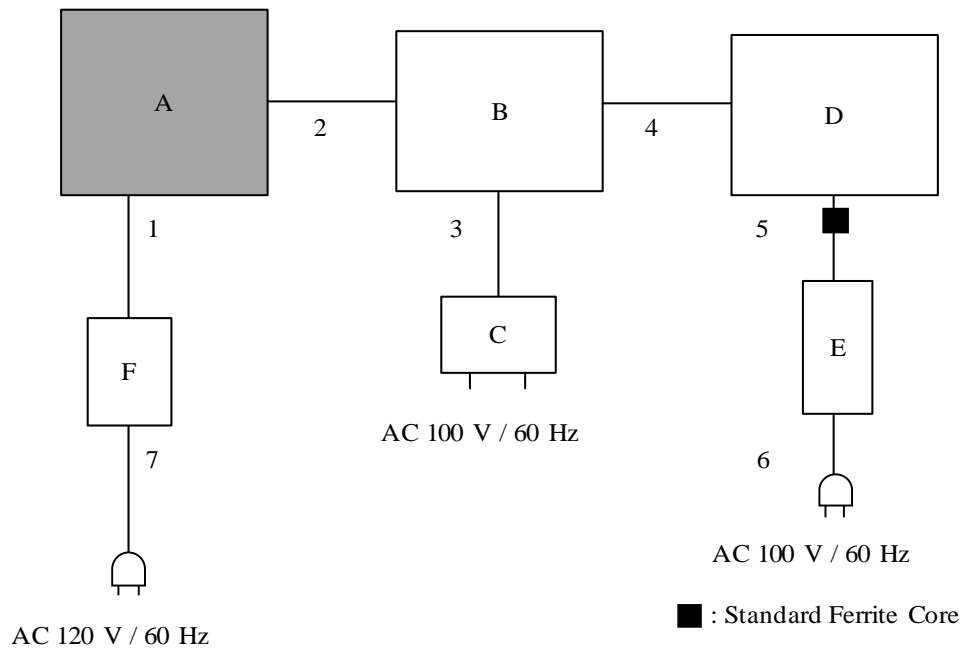 A
B
D
2
4
1
3
5
C
E
F
AC 100 V / 60 Hz
7
6
AC 100 V / 60 Hz
■ : Standard Ferrite Core
AC 120 V / 60 Hz